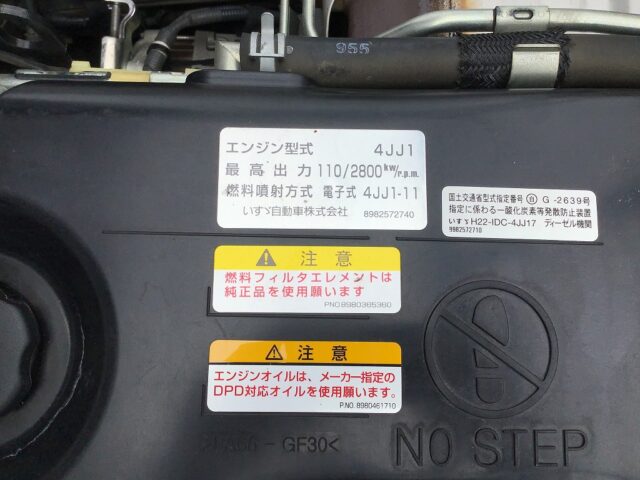 955
エンジン型式 4JJ1
最高出力 110/2800kw/r.p.m.
燃料噴射方式 電子式 4JJ1-11
いすゞ自動車株式会社 8982572740
国土交通省型式指定番号 自 G -2639号
指定に係わる一酸化炭素等発散防止装置
いすゞ H22-IDC-4JJ17 ディーゼル機関
8982572710
注意
燃料フィルタエレメントは
純正品を使用願います
PNO8980365360
注意
エンジンオイルは、メーカー指定の
DPD対応オイルを使用願います。
P.NO. 8980461710
- GF30<
NO STEP